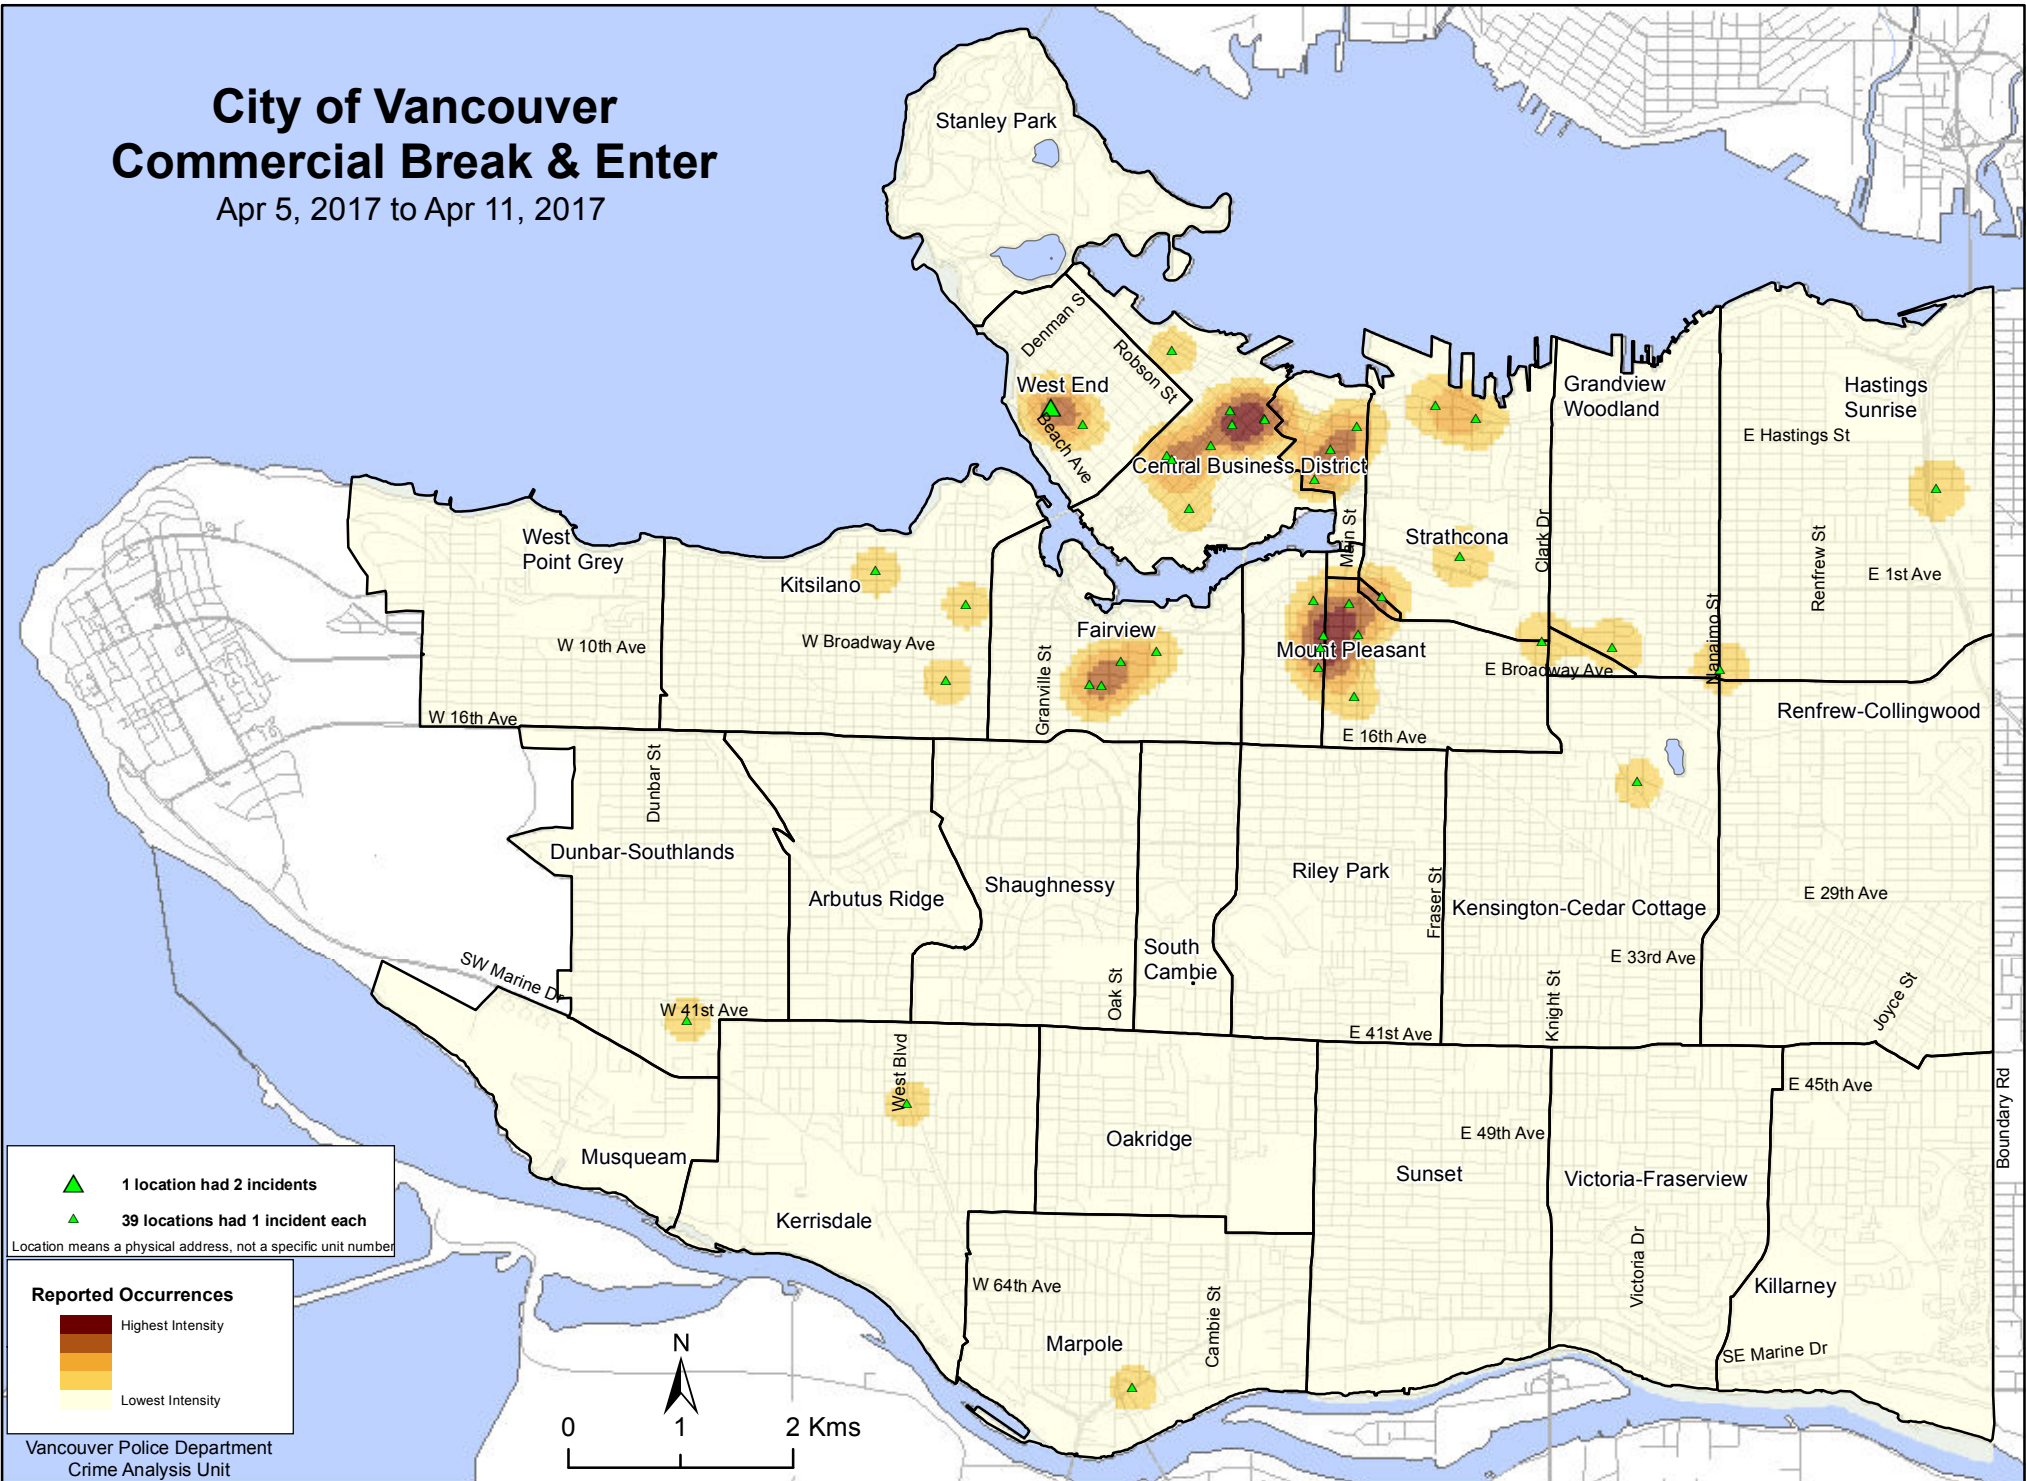 City of Vancouver
Commercial Break & Enter
Apr 5, 2017 to Apr 11, 2017
Stanley Park
Denman St
Robson St
West End
Beach Ave
Central Business District
Grandview
Woodland
Hastings
Sunrise
E Hastings St
West
Point Grey
Kitsilano
Main St
Strathcona
Clark Dr
Renfrew St
E 1st Ave
Nanaimo St
W 10th Ave
W Broadway Ave
Fairview
Granville St
Mount Pleasant
E Broadway Ave
W 16th Ave
E 16th Ave
Renfrew-Collingwood
Dunbar St
Dunbar-Southlands
Arbutus Ridge
Shaughnessy
Riley Park
Fraser St
Kensington-Cedar Cottage
E 29th Ave
South
Cambie
E 33rd Ave
SW Marine Dr
W 41st Ave
Oak St
E 41st Ave
Knight St
Joyce St
West Blvd
E 45th Ave
Boundary Rd
Oakridge
E 49th Ave
Musqueam
Sunset
Victoria-Fraserview
Kerrisdale
Victoria Dr
W 64th Ave
Cambie St
Killarney
Marpole
SE Marine Dr
1 location had 2 incidents
39 locations had 1 incident each
Location means a physical address, not a specific unit number
Reported Occurrences
Highest Intensity
Lowest Intensity
N
0 1 2 Kms
Vancouver Police Department
Crime Analysis Unit